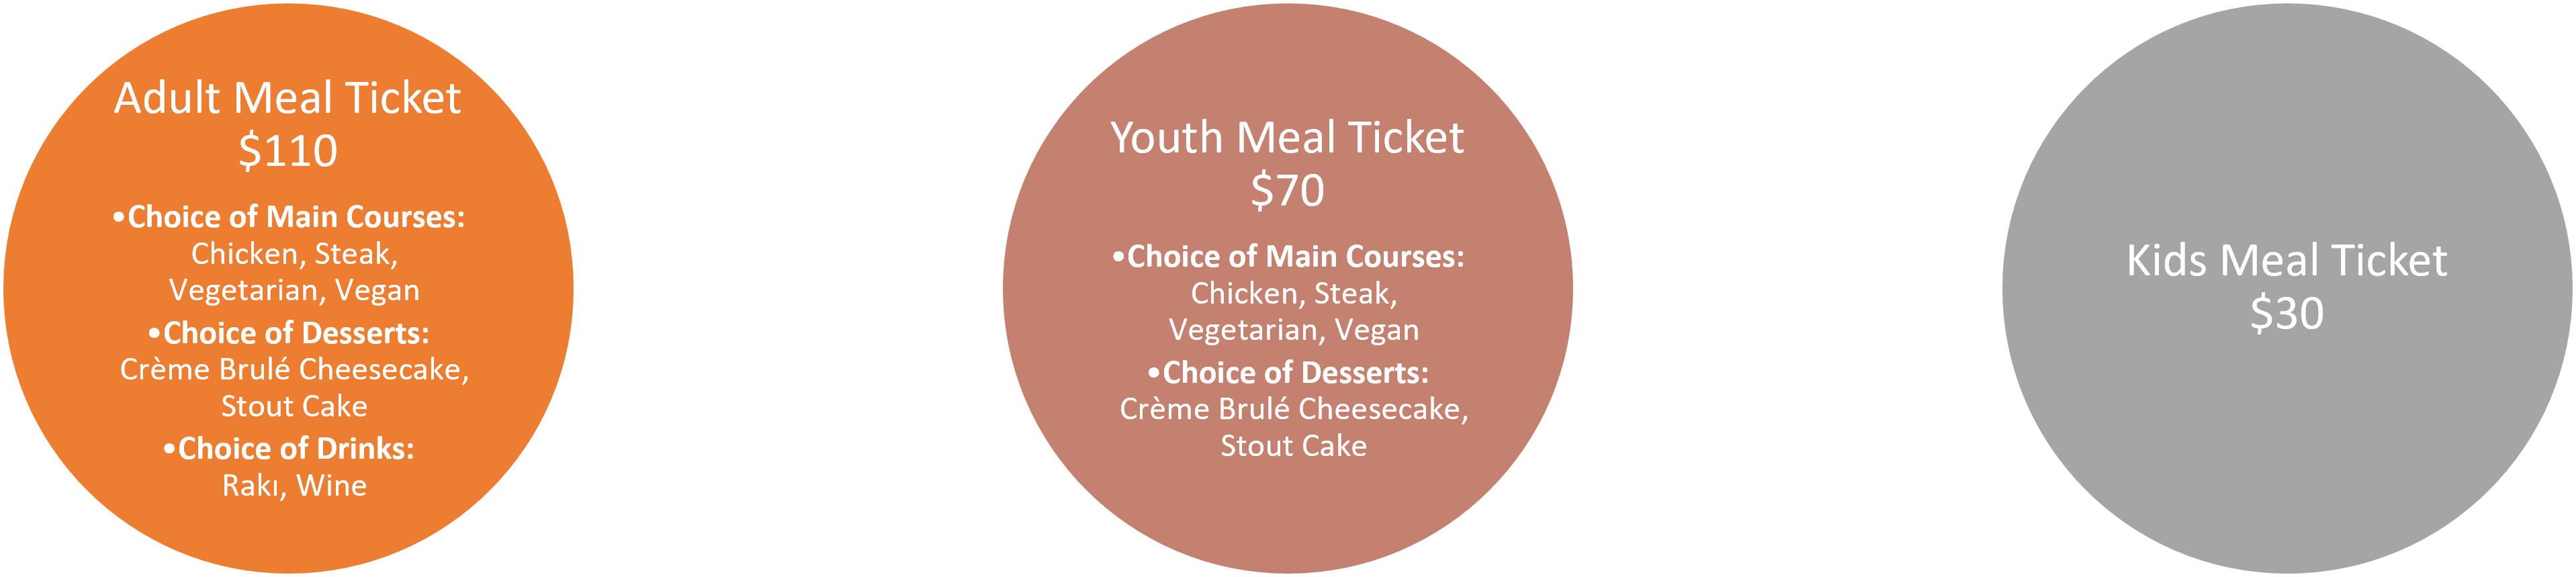 Adult Meal Ticket
$110
•Choice of Main Courses:
Chicken, Steak,
Vegetarian, Vegan
•Choice of Desserts:
Crème Brulé Cheesecake,
Stout Cake
•Choice of Drinks:
Rakı, Wine
Youth Meal Ticket
$70
•Choice of Main Courses:
Chicken, Steak,
Vegetarian, Vegan
•Choice of Desserts:
Crème Brulé Cheesecake,
Stout Cake
Kids Meal Ticket
$30